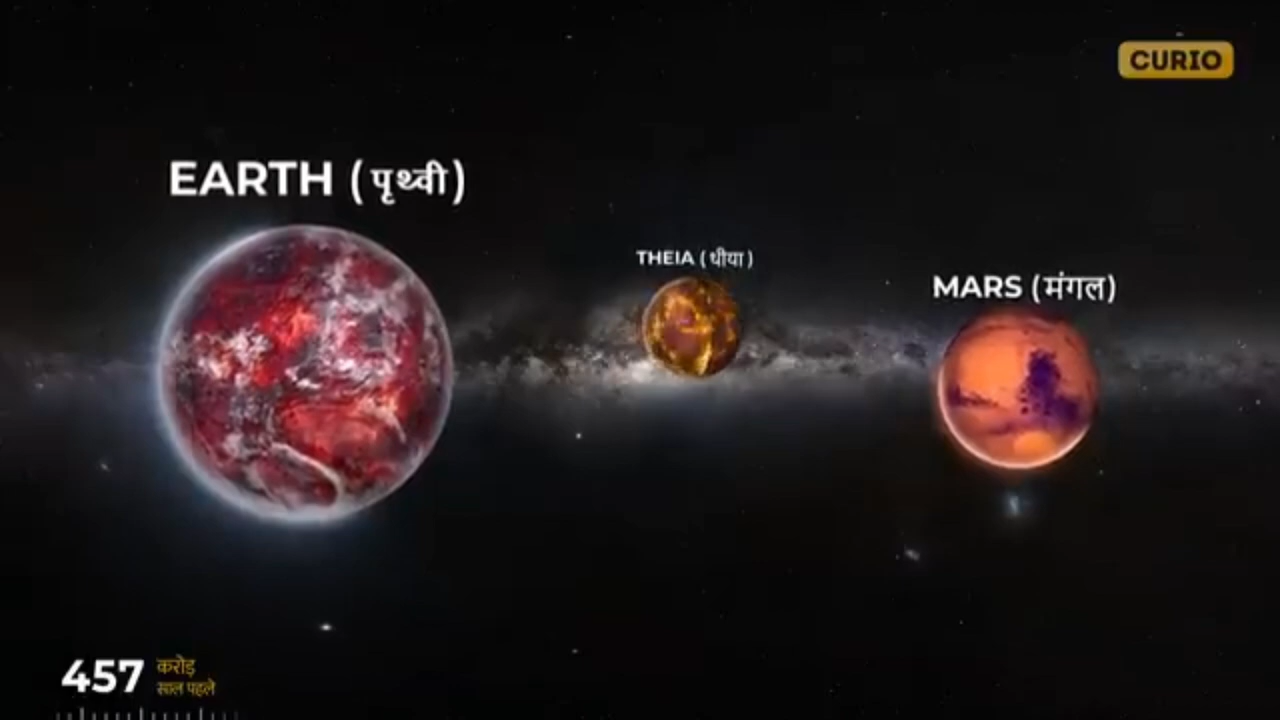 CURIO
EARTH (पृथ्वी)
THEIA (थीया)
MARS (मंगल)
457 करोड़
साल पहले